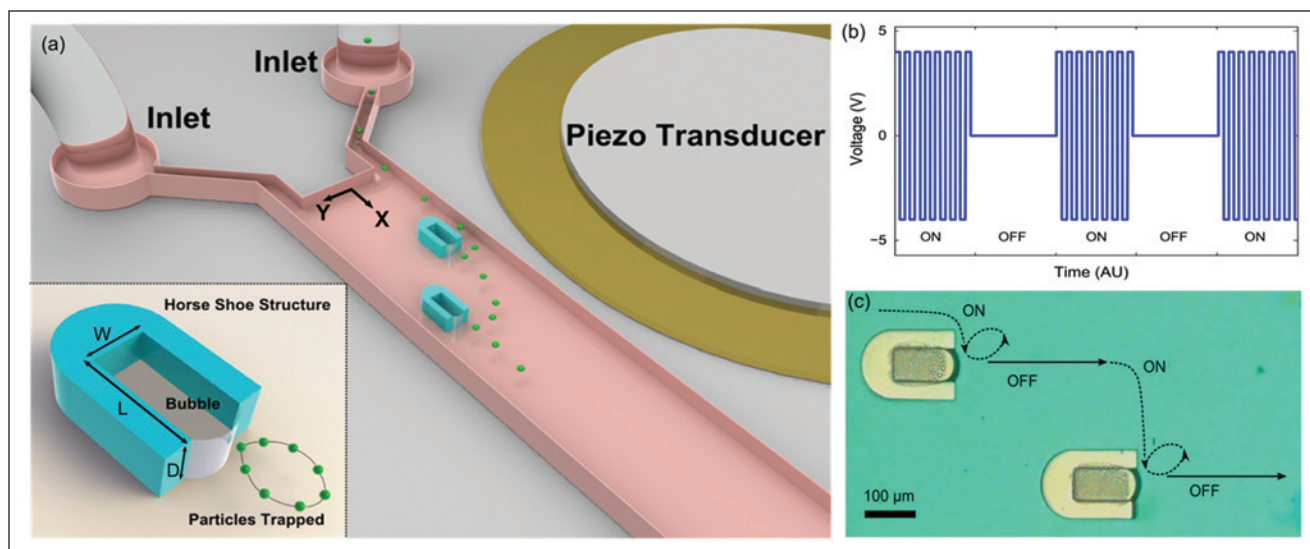 (a)
Inlet
Inlet
Piezo Transducer
Y
X
Horse Shoe Structure
W
L
Bubble
D
Particles Trapped
(b)
5
0
−5
Voltage (V)
ON
OFF
ON
OFF
ON
Time (AU)
(c)
ON
OFF
ON
OFF
100 μm